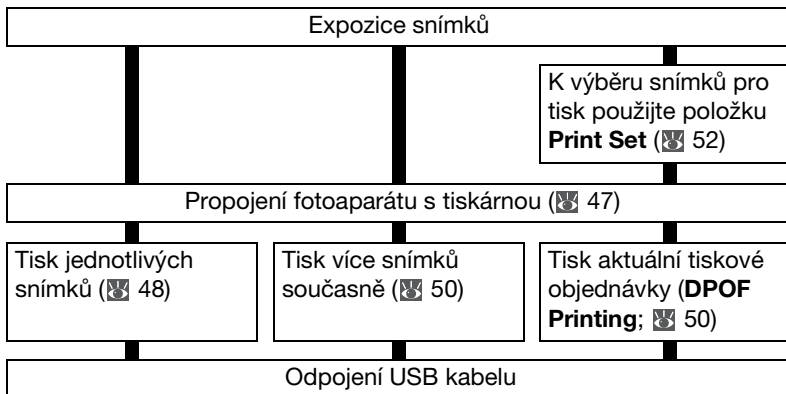 Expozice snímků
K výběru snímků pro
tisk použijte položku
Print Set ( 52)
Propojení fotoaparátu s tiskárnou ( 47)
Tisk jednotlivých
snímků ( 48)
Tisk více snímků
současně ( 50)
Tisk aktuální tiskové
objednávky (DPOF
Printing; 50)
Odpojení USB kabelu